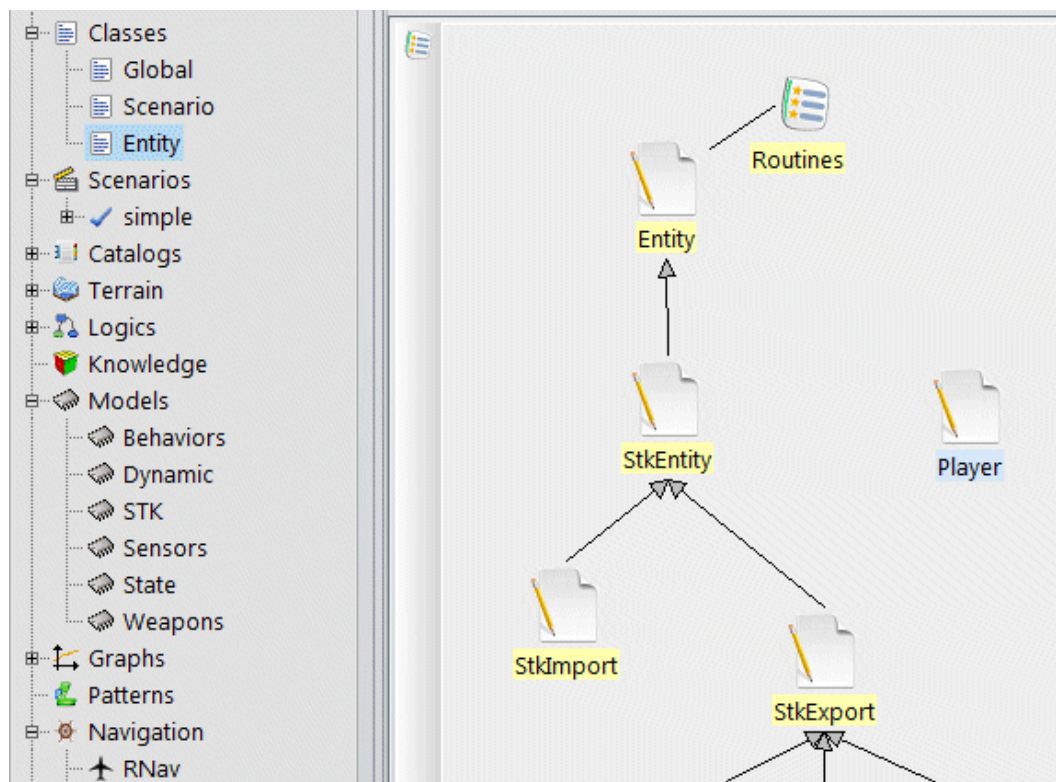 Classes
Global
Scenario
Entity
Scenarios
simple
Catalogs
Terrain
Logics
Knowledge
Models
Behaviors
Dynamic
STK
Sensors
State
Weapons
Graphs
Patterns
Navigation
RNav
Routines
Entity
StkEntity
Player
StkImport
StkExport